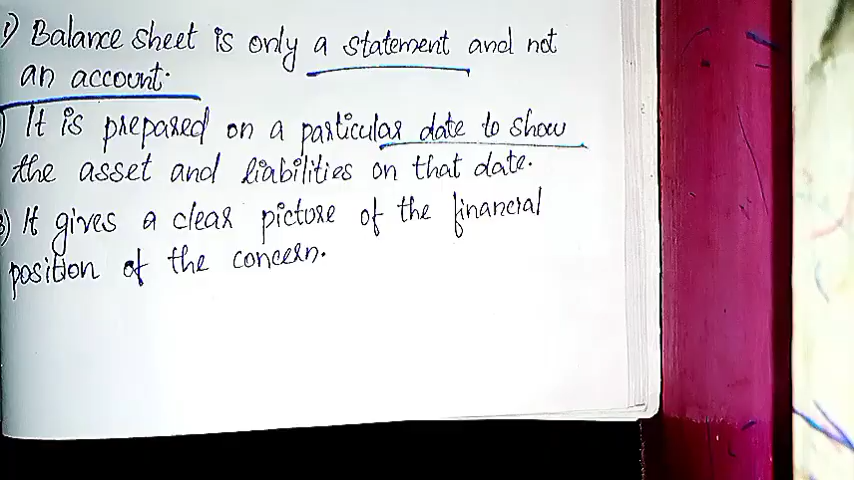 1) Balance sheet is only a statement and not
an account.
) It is prepared on a particular date to show
the asset and liabilities on that date.
3) It gives a clear picture of the financial
position of the concern.